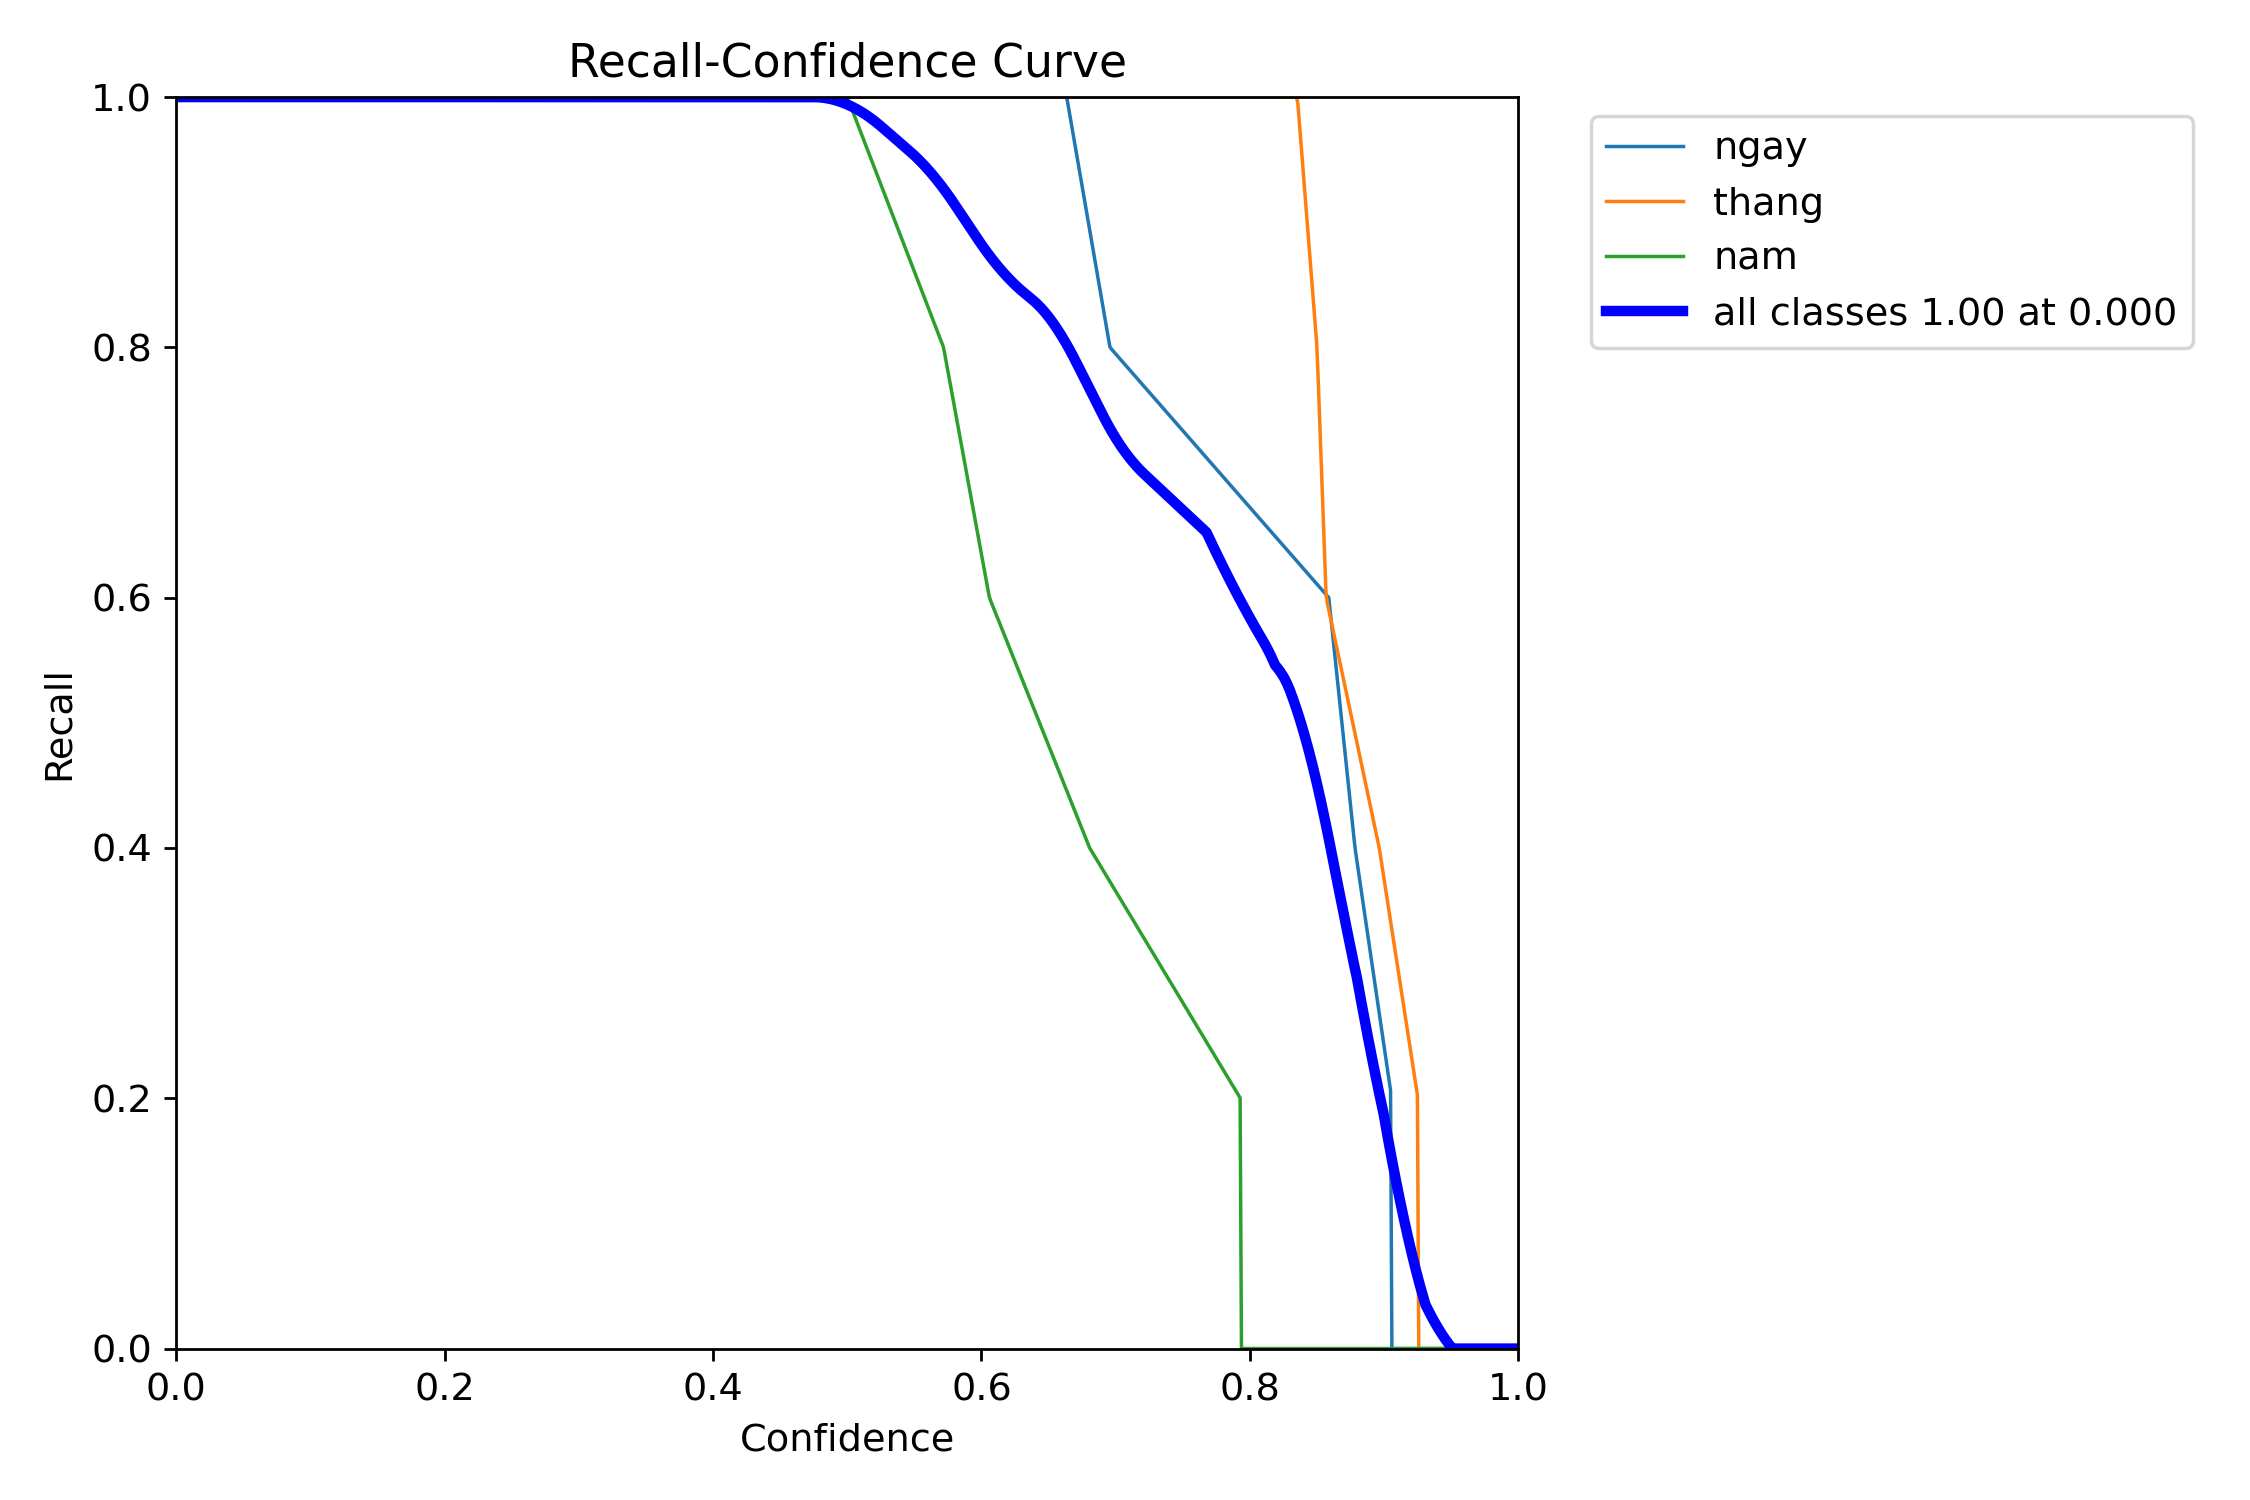 Recall-Confidence Curve
1.0
0.8
0.6
0.4
0.2
0.0
Recall
0.0 0.2 0.4 0.6 0.8 1.0
Confidence
ngay
thang
nam
all classes 1.00 at 0.000